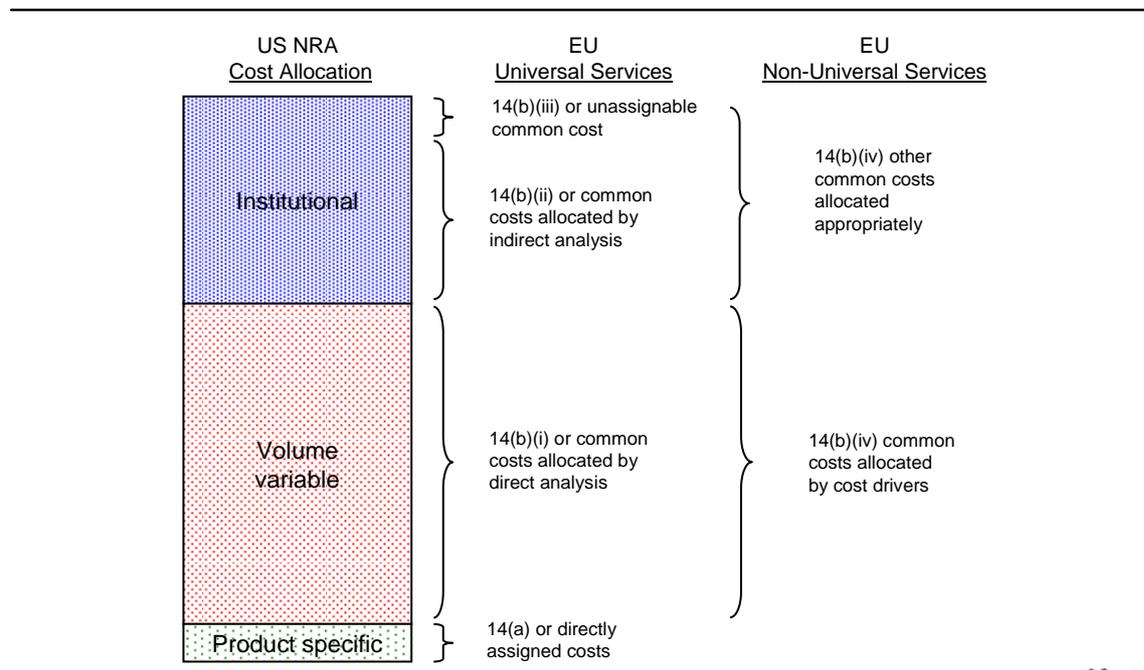 US NRA
Cost Allocation
EU
Universal Services
EU
Non-Universal Services
Institutional
14(b)(iii) or unassignable
common cost
14(b)(ii) or common
costs allocated by
indirect analysis
14(b)(iv) other
common costs
allocated
appropriately
Volume
variable
14(b)(i) or common
costs allocated by
direct analysis
14(b)(iv) common
costs allocated
by cost drivers
Product specific
14(a) or directly
assigned costs